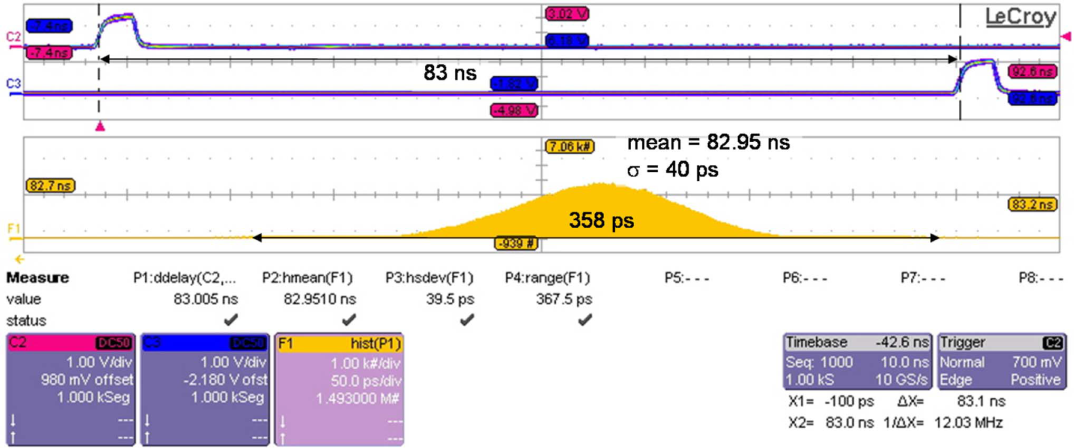 LeCroy
-7.4 ns
3.02 V
C2
-7.4 ns
83 ns
92.6 ns
C3
-4.98 V
7.06 k#
mean = 82.95 ns
σ = 40 ps
82.7 ns
83.2 ns
358 ps
F1
-939 #
Measure P1:ddelay(C2,... P2:hmean(F1) P3:hsdev(F1) P4:range(F1) P5:--- P6:--- P7:--- P8:---
value 83.005 ns 82.9510 ns 39.5 ps 367.5 ps
status
C2 DC50 C3 DC50 F1 hist(P1) Timebase -42.6 ns Trigger C2
1.00 V/div 1.00 V/div 1.00 k#/div Seq: 1000 10.0 ns Normal 700 mV
980 mV offset -2.180 V ofst 50.0 ps/div 1.00 kS 10 GS/s Edge Positive
1.000 kSeg 1.000 kSeg 1.493000 M#
X1= -100 ps ΔX= 83.1 ns
X2= 83.0 ns 1/ΔX= 12.03 MHz